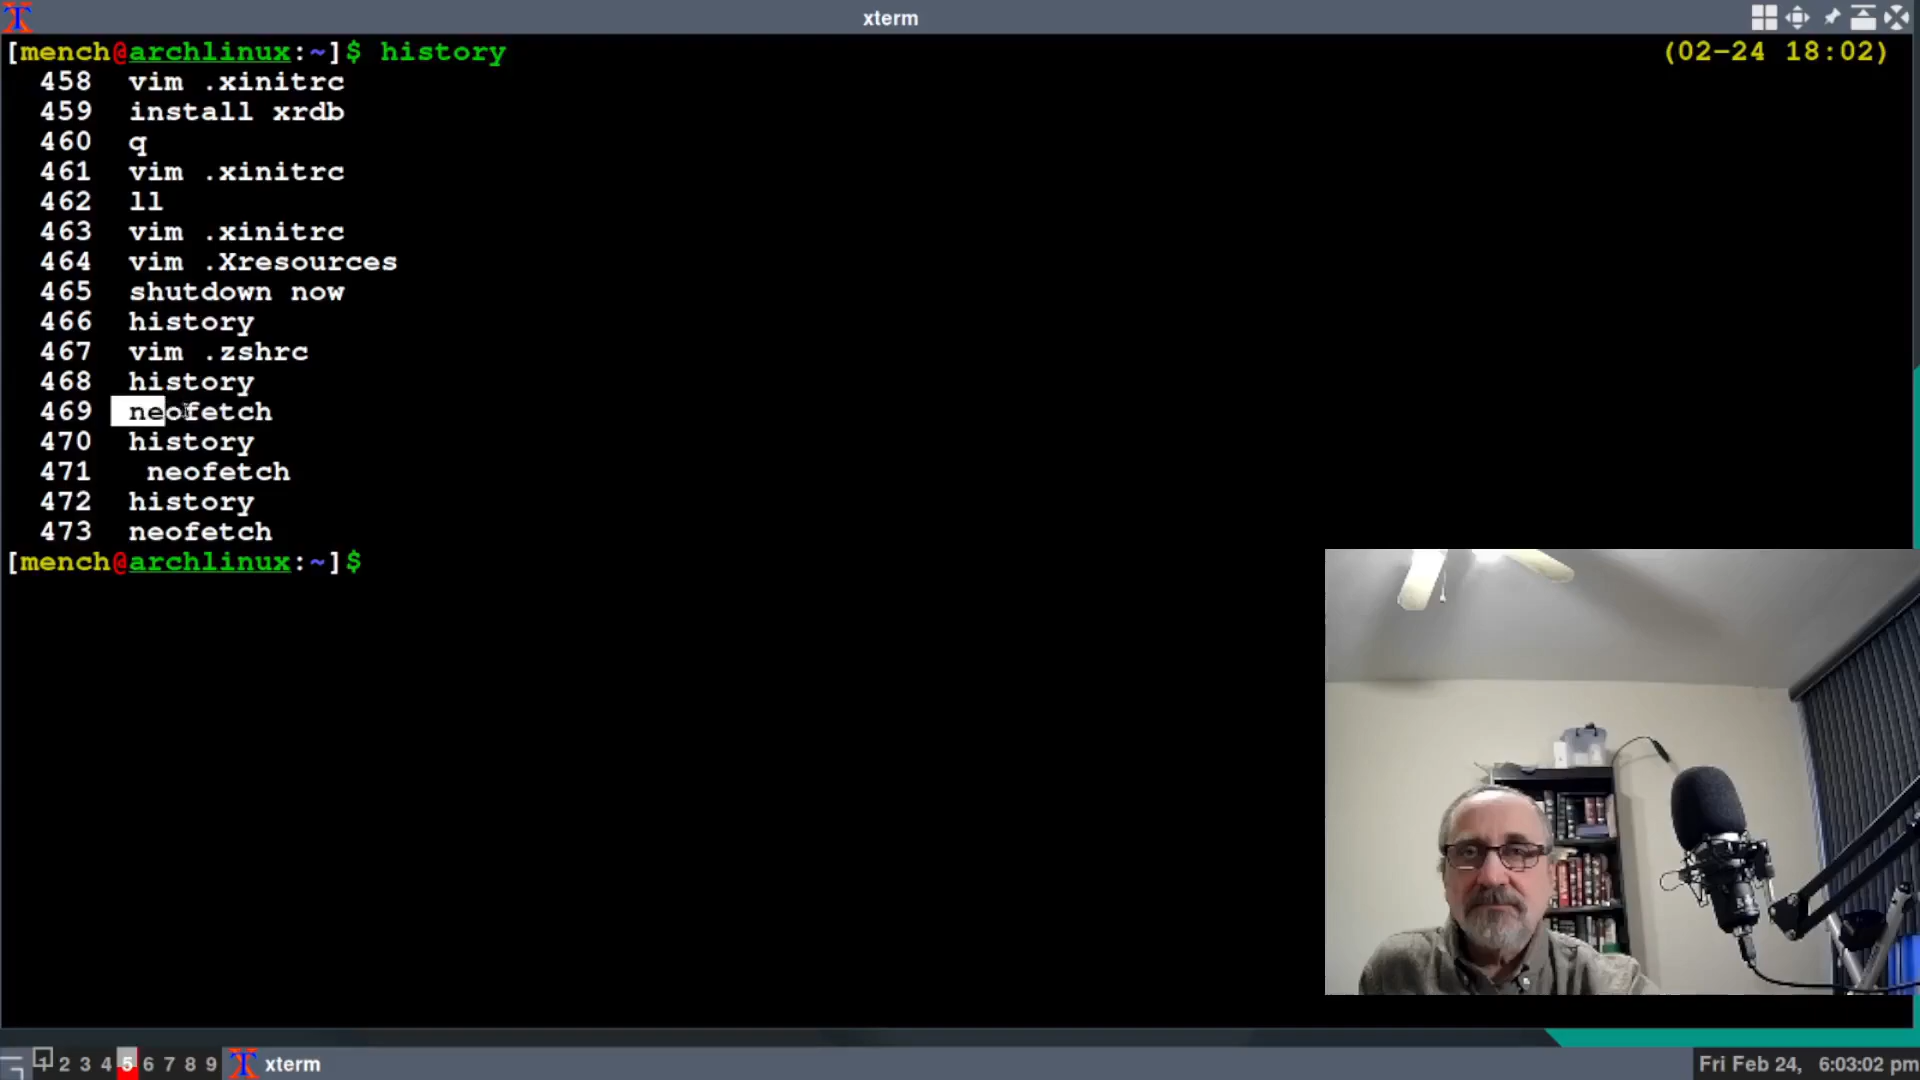 xterm
[mench@archlinux:~]$ history (02-24 18:02)
458 vim .xinitrc
459 install xrdb
460 q
461 vim .xinitrc
462 ll
463 vim .xinitrc
464 vim .Xresources
465 shutdown now
466 history
467 vim .zshrc
468 history
469 neofetch
470 history
471  neofetch
472 history
473 neofetch
[mench@archlinux:~]$
1 2 3 4 5 6 7 8 9 xterm Fri Feb 24, 6:03:02 pm